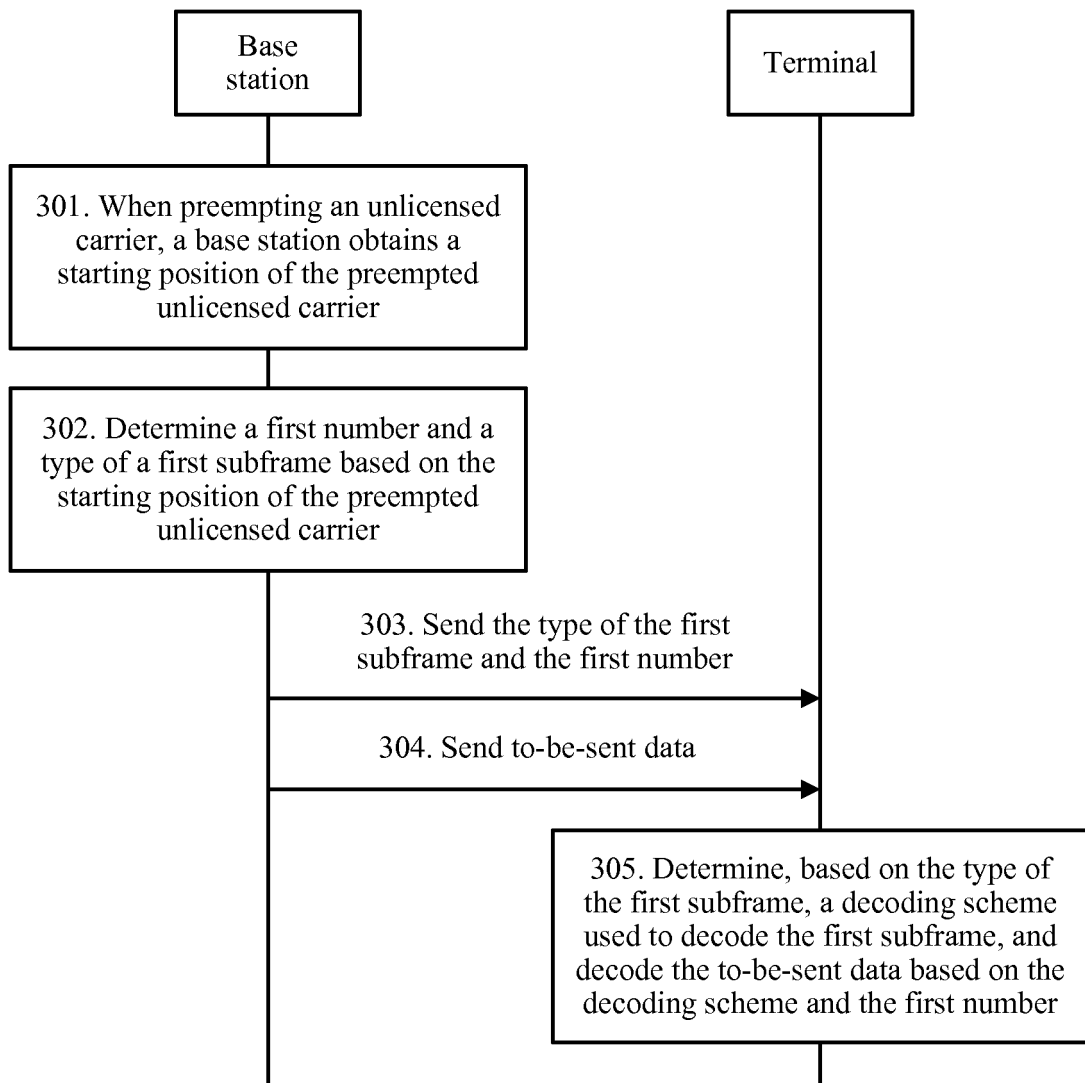 Base
station
Terminal
301. When preempting an unlicensed
carrier, a base station obtains a
starting position of the preempted
unlicensed carrier
302. Determine a first number and a
type of a first subframe based on the
starting position of the preempted
unlicensed carrier
303. Send the type of the first
subframe and the first number
304. Send to-be-sent data
305. Determine, based on the type of
the first subframe, a decoding scheme
used to decode the first subframe, and
decode the to-be-sent data based on the
decoding scheme and the first number